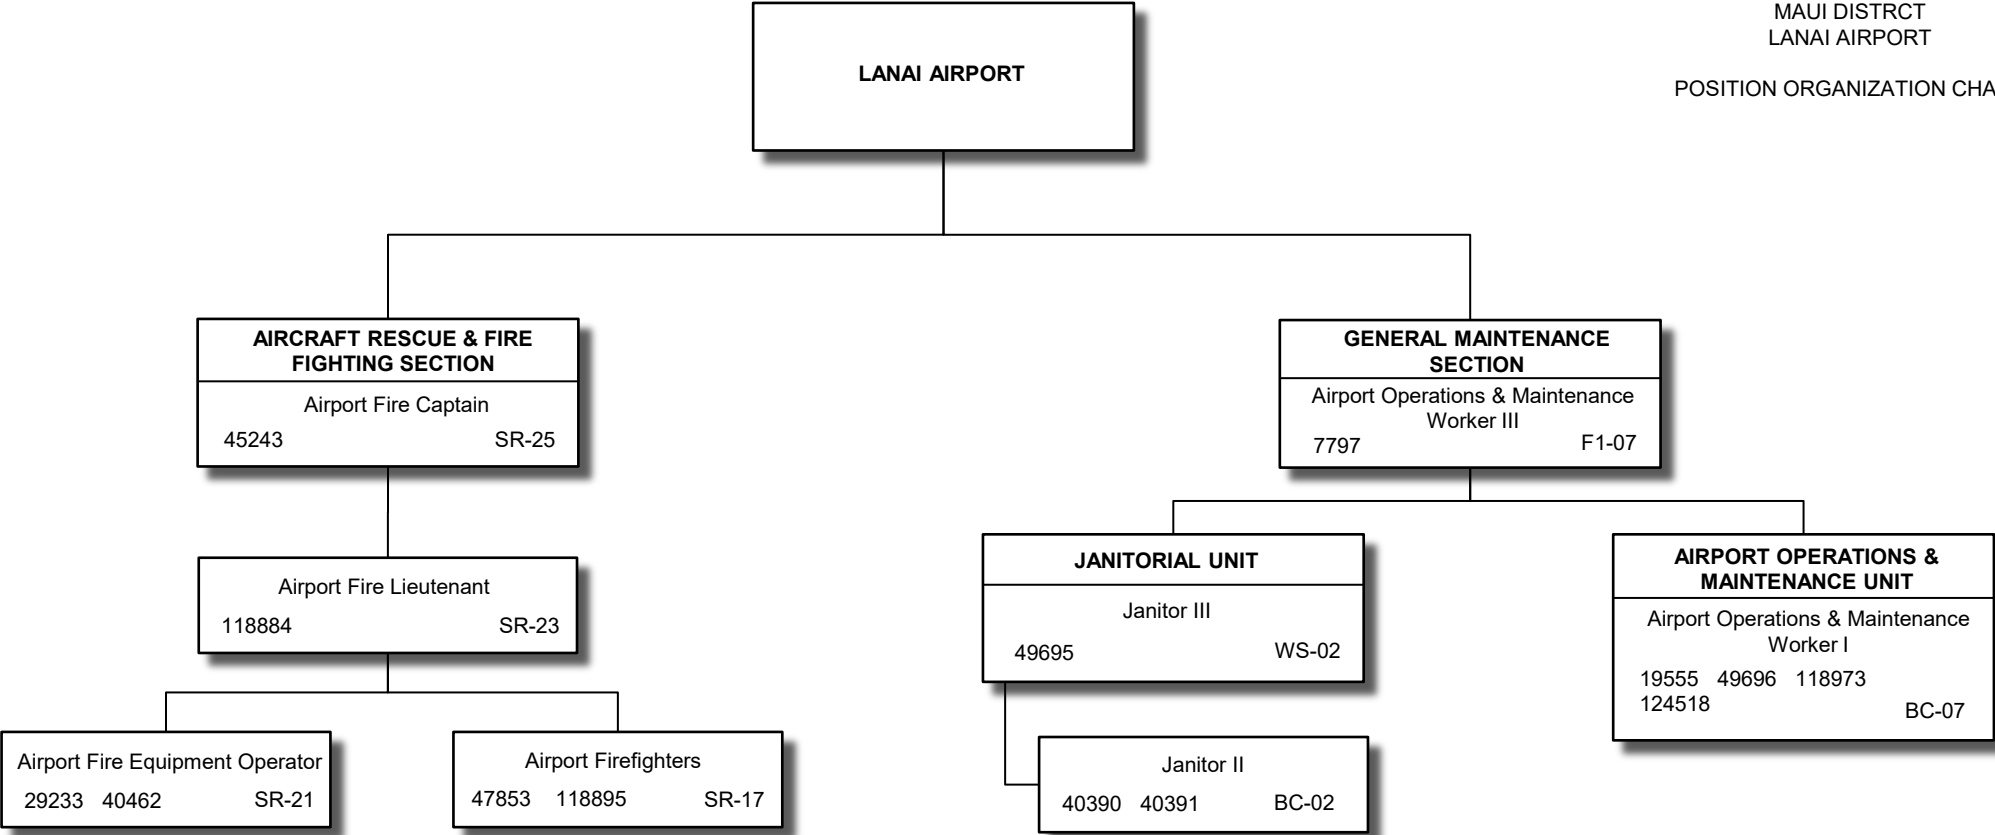 MAUI DISTRCT
LANAI AIRPORT
POSITION ORGANIZATION CHA
LANAI AIRPORT
AIRCRAFT RESCUE & FIRE
FIGHTING SECTION
Airport Fire Captain
45243 SR-25
GENERAL MAINTENANCE
SECTION
Airport Operations & Maintenance
Worker III
7797 F1-07
Airport Fire Lieutenant
118884 SR-23
JANITORIAL UNIT
Janitor III
49695 WS-02
AIRPORT OPERATIONS &
MAINTENANCE UNIT
Airport Operations & Maintenance
Worker I
19555 49696 118973
124518 BC-07
Airport Fire Equipment Operator
29233 40462 SR-21
Airport Firefighters
47853 118895 SR-17
Janitor II
40390 40391 BC-02